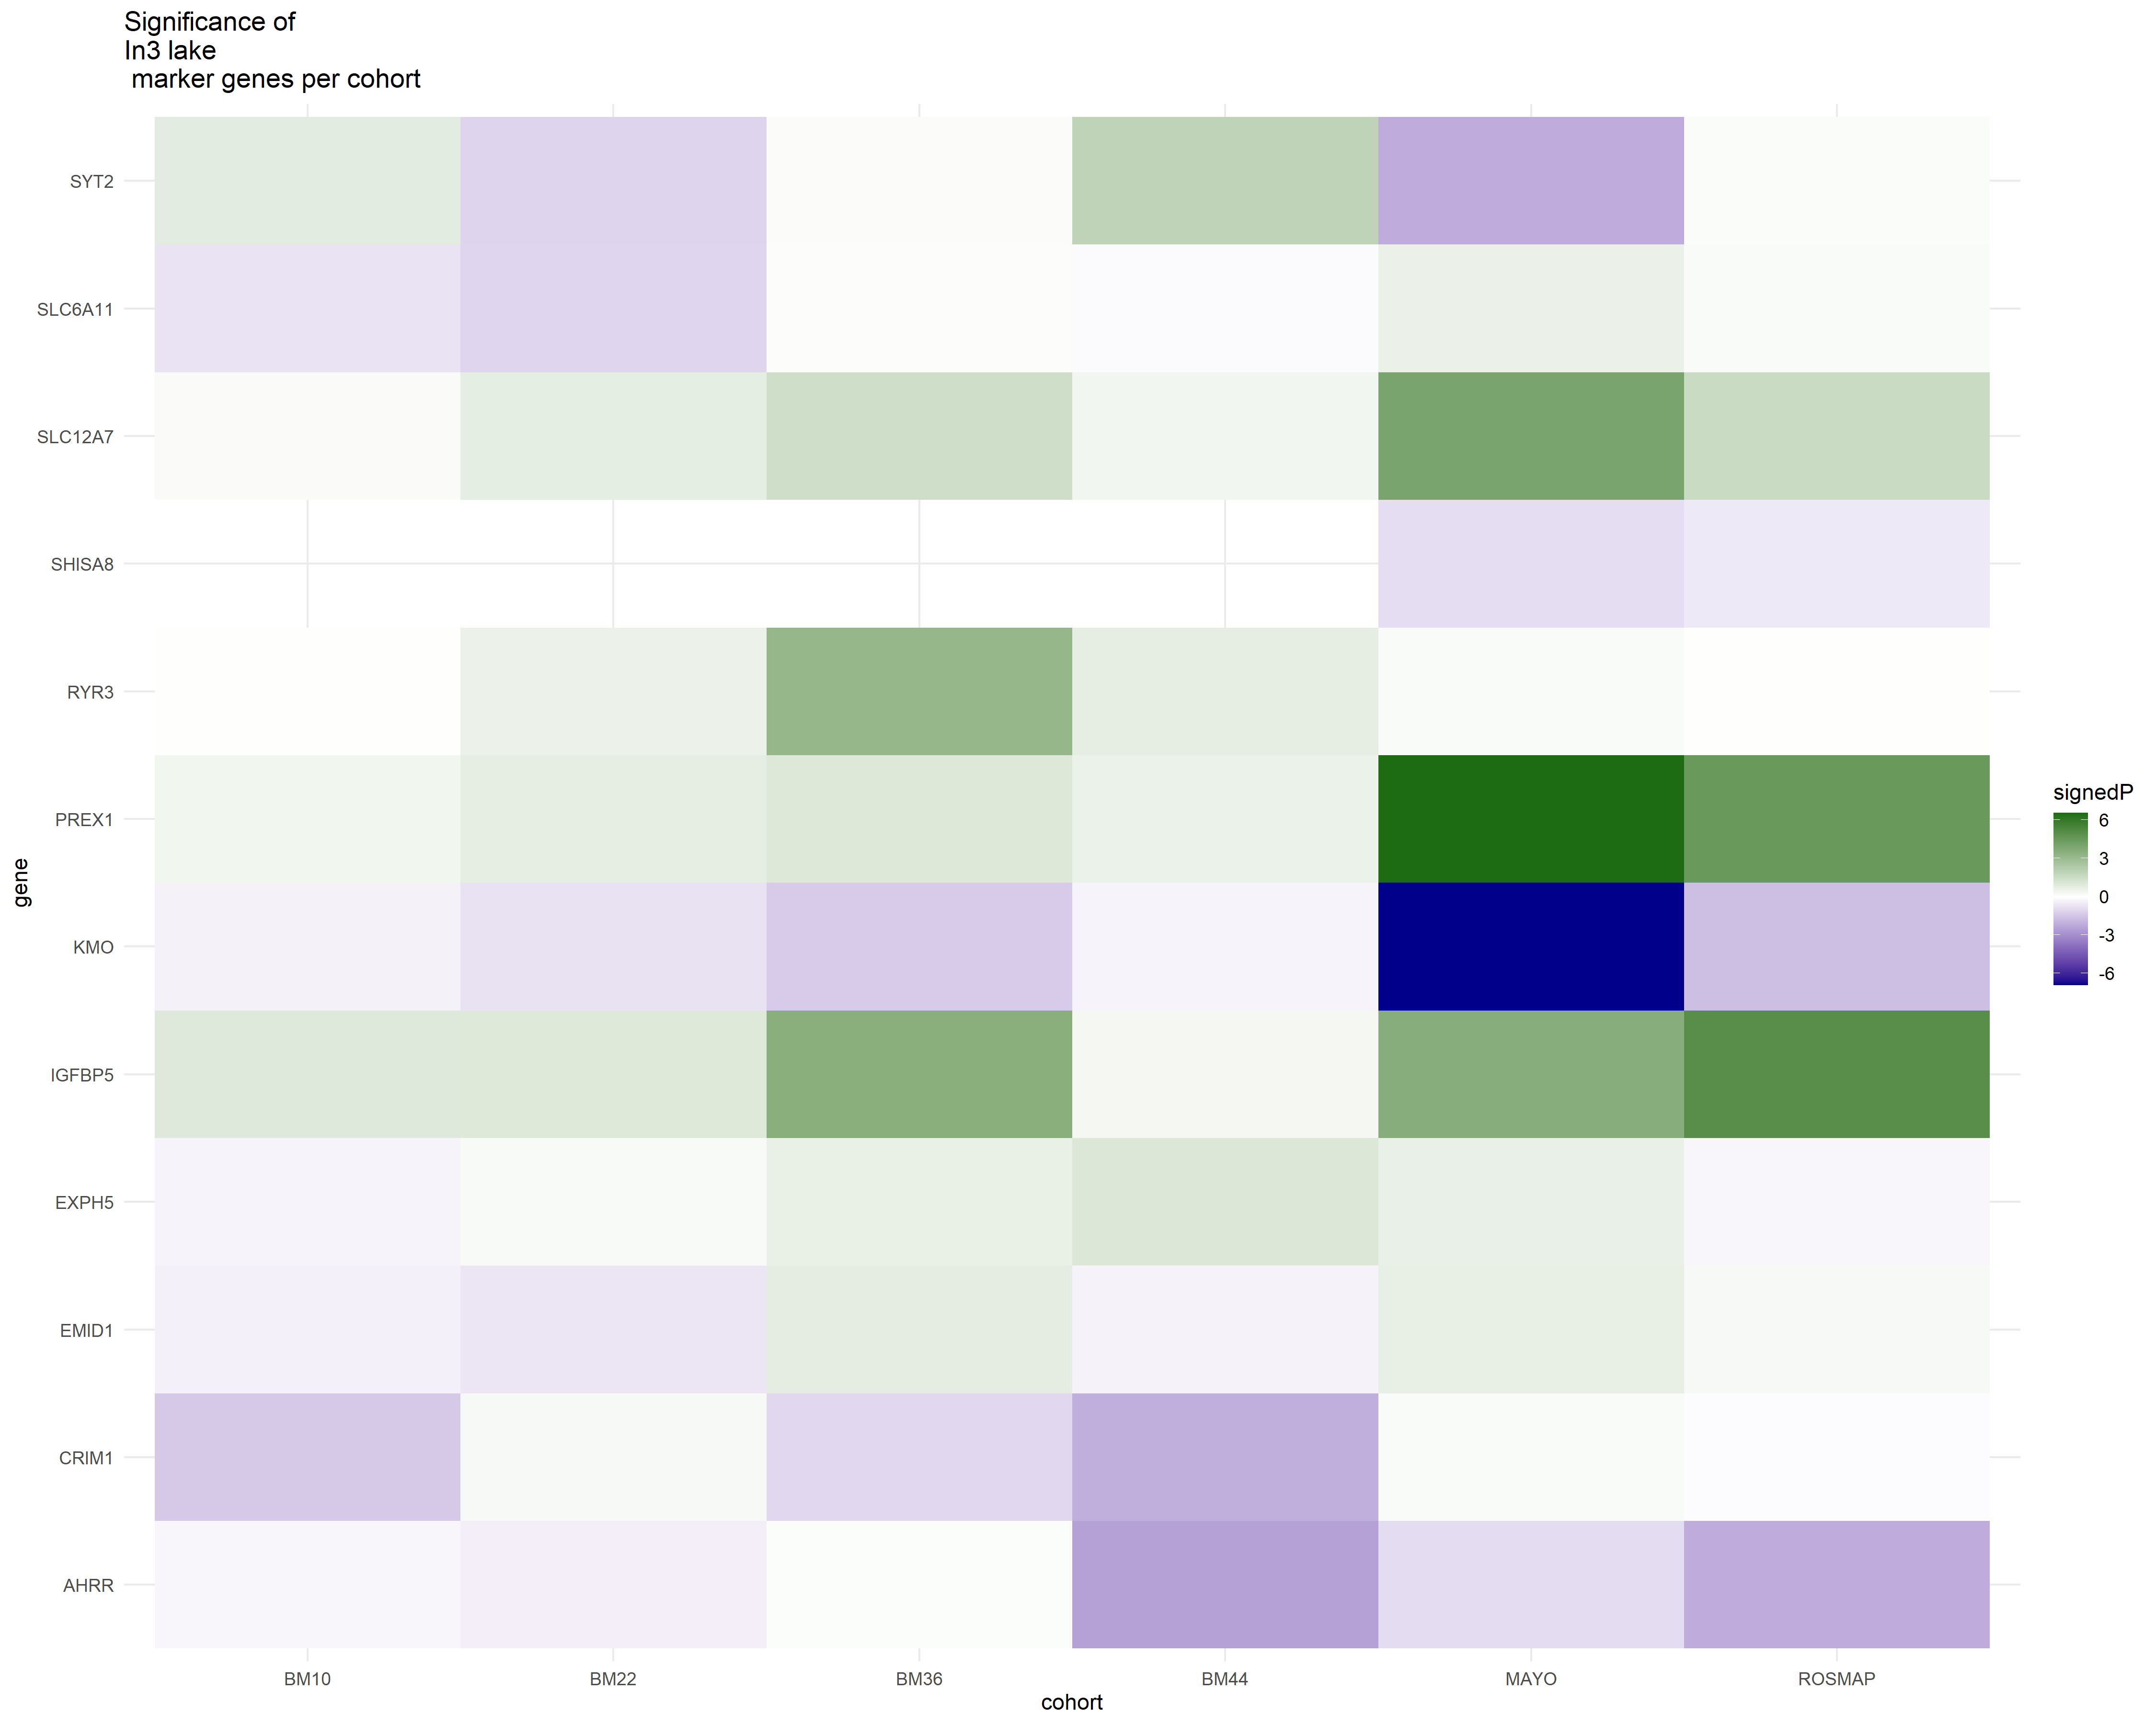 Significance of
In3 lake
marker genes per cohort
SYT2
SLC6A11
SLC12A7
SHISA8
RYR3
PREX1
KMO
IGFBP5
EXPH5
EMID1
CRIM1
AHRR
gene
BM10
BM22
BM36
BM44
MAYO
ROSMAP
cohort
signedP
6
3
0
-3
-6